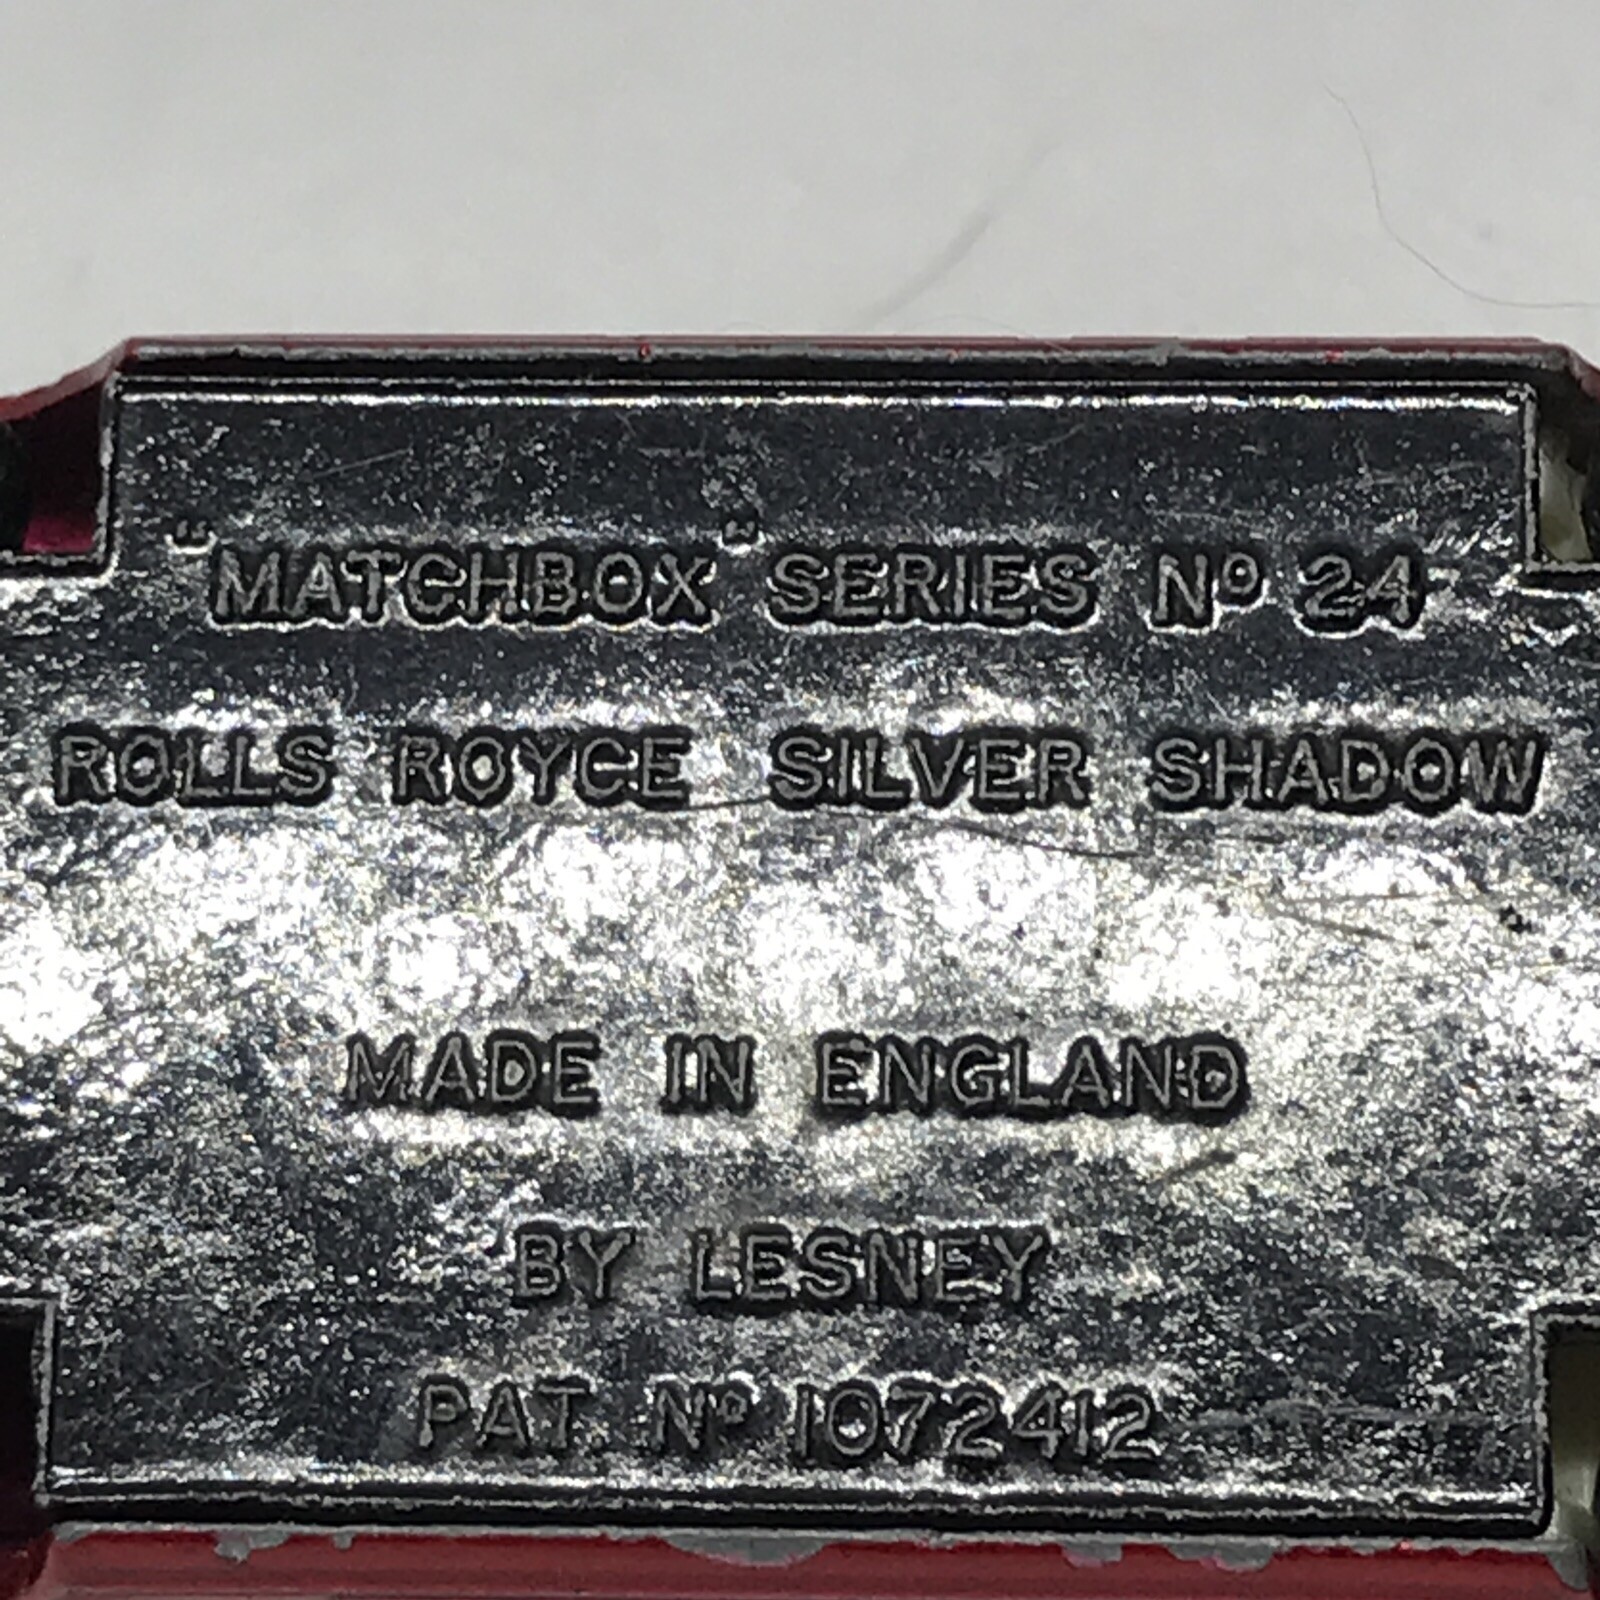 "MATCHBOX" SERIES Nº 24
ROLLS ROYCE SILVER SHADOW
MADE IN ENGLAND
BY LESNEY
PAT. Nº 1072412